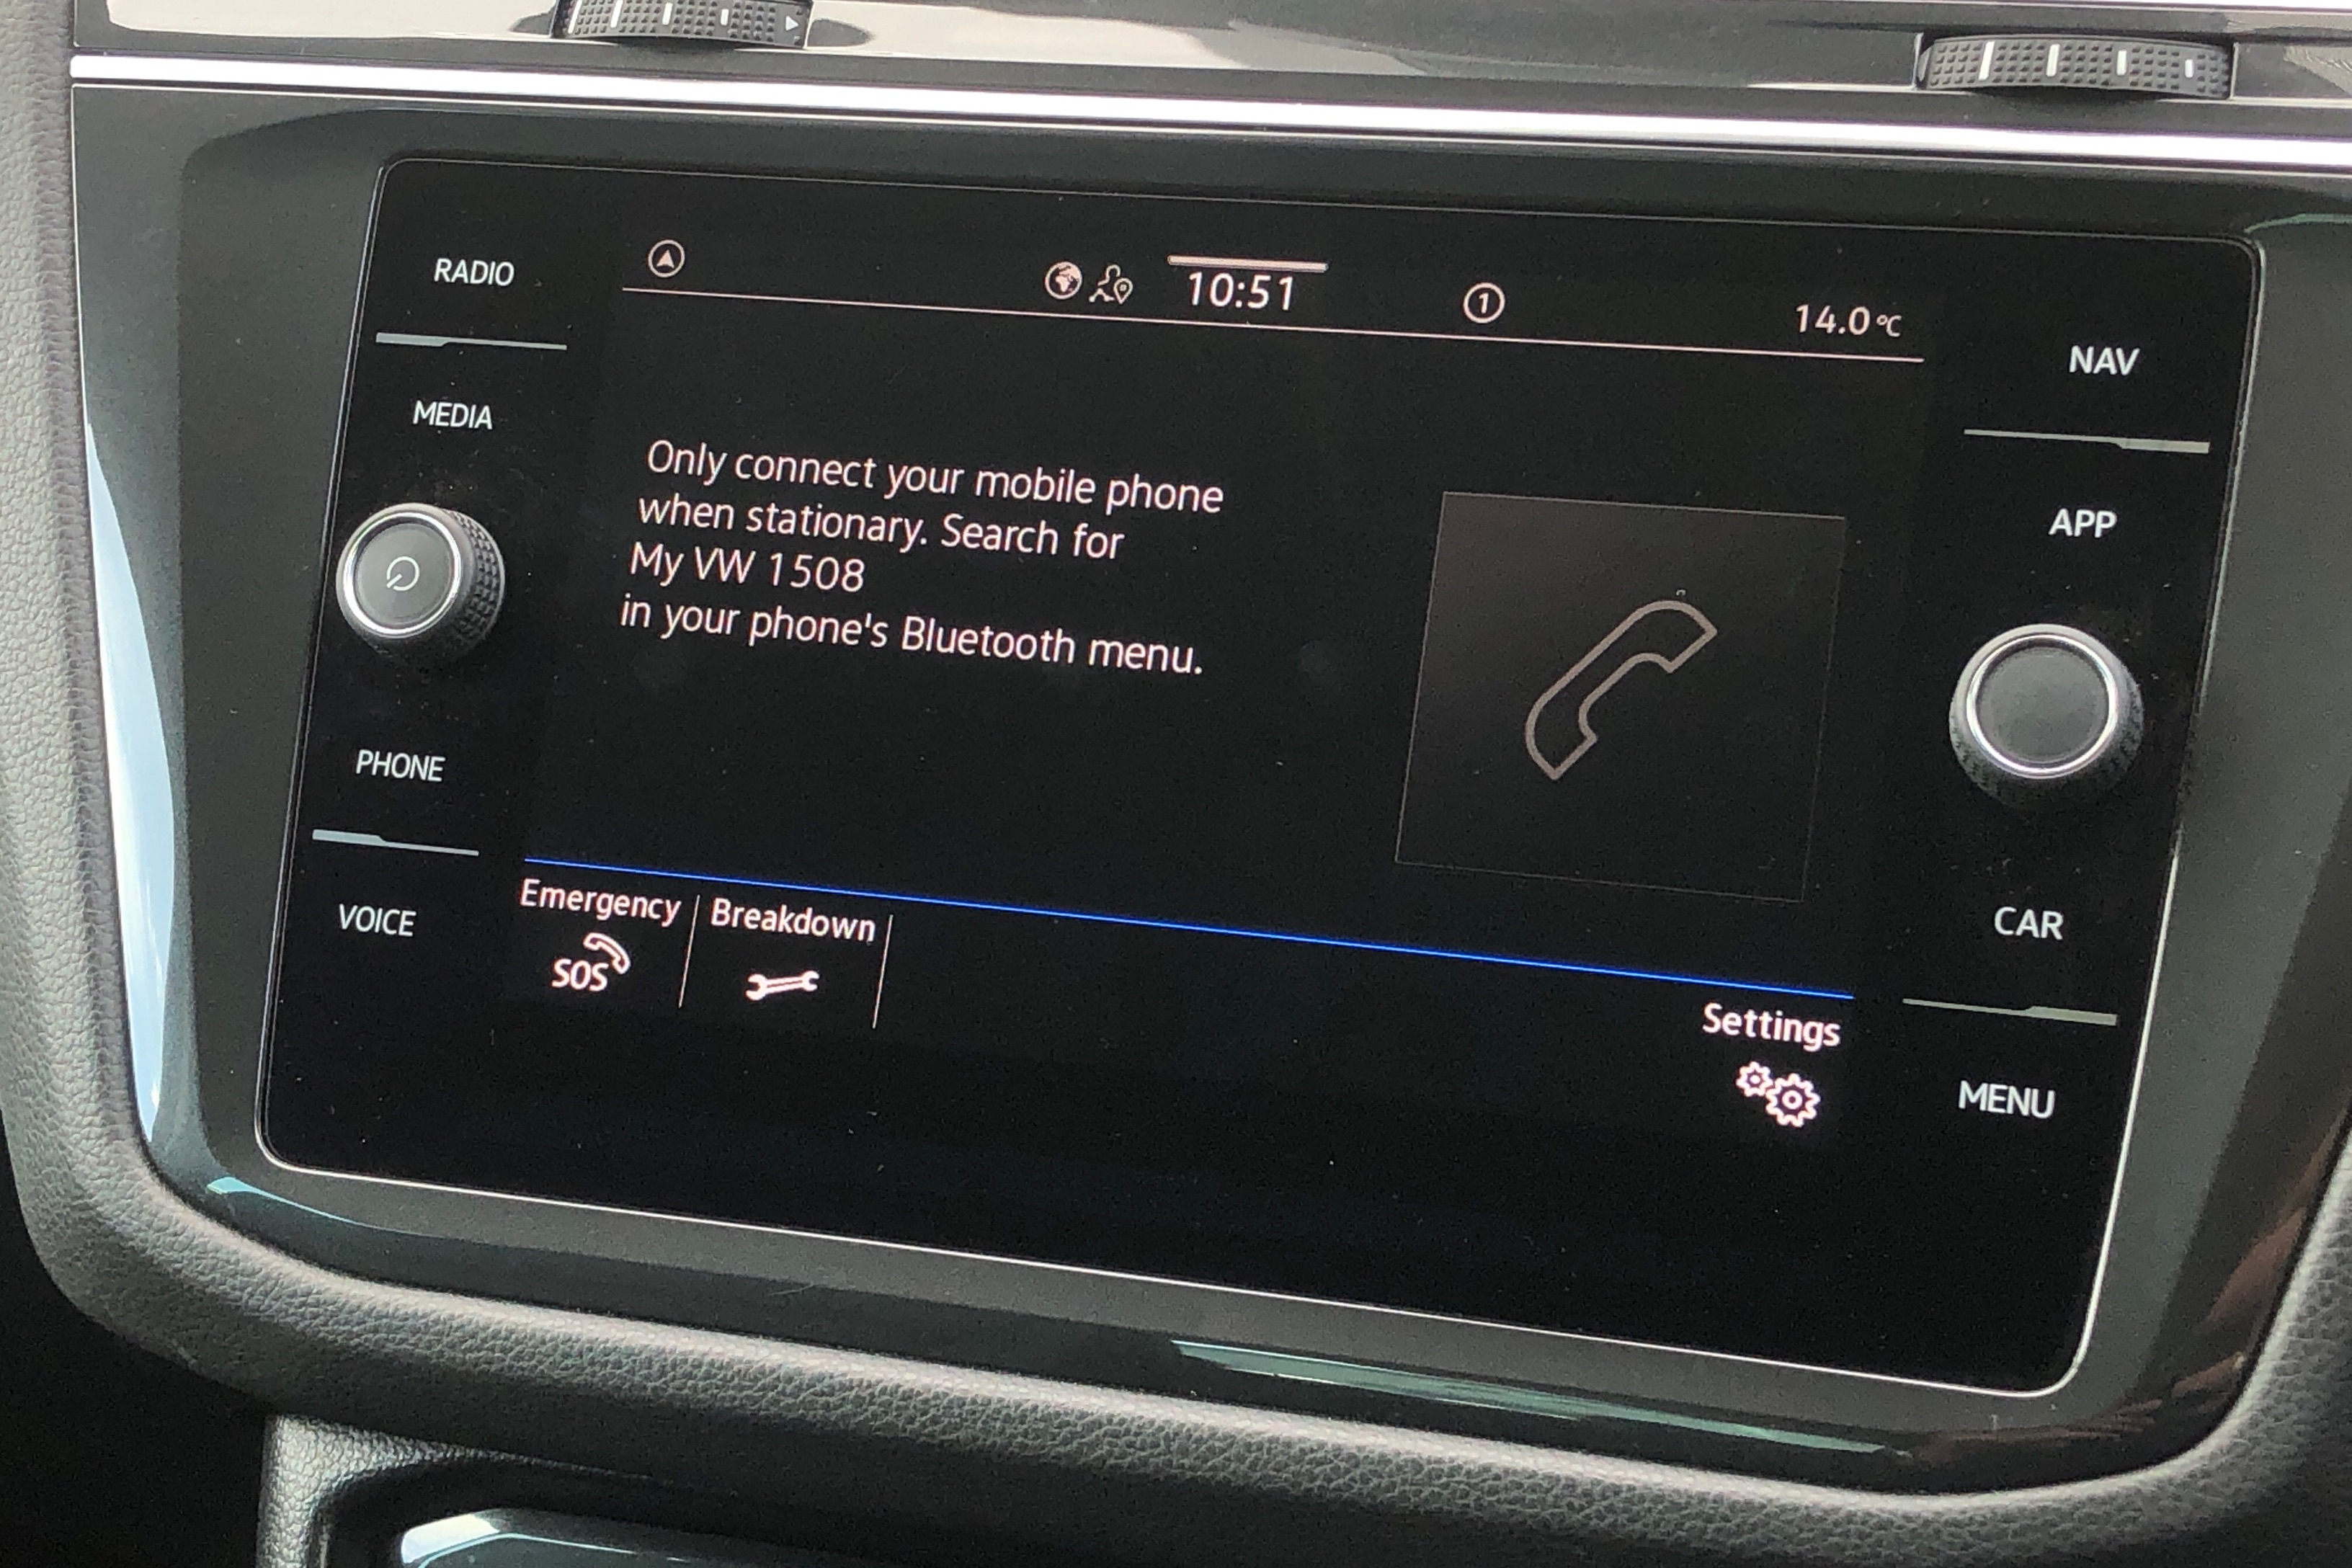 RADIO
MEDIA
PHONE
VOICE
10:51
1
14.0 °C
Only connect your mobile phone
when stationary. Search for
My VW 1508
in your phone's Bluetooth menu.
Emergency
SOS
Breakdown
Settings
NAV
APP
CAR
MENU